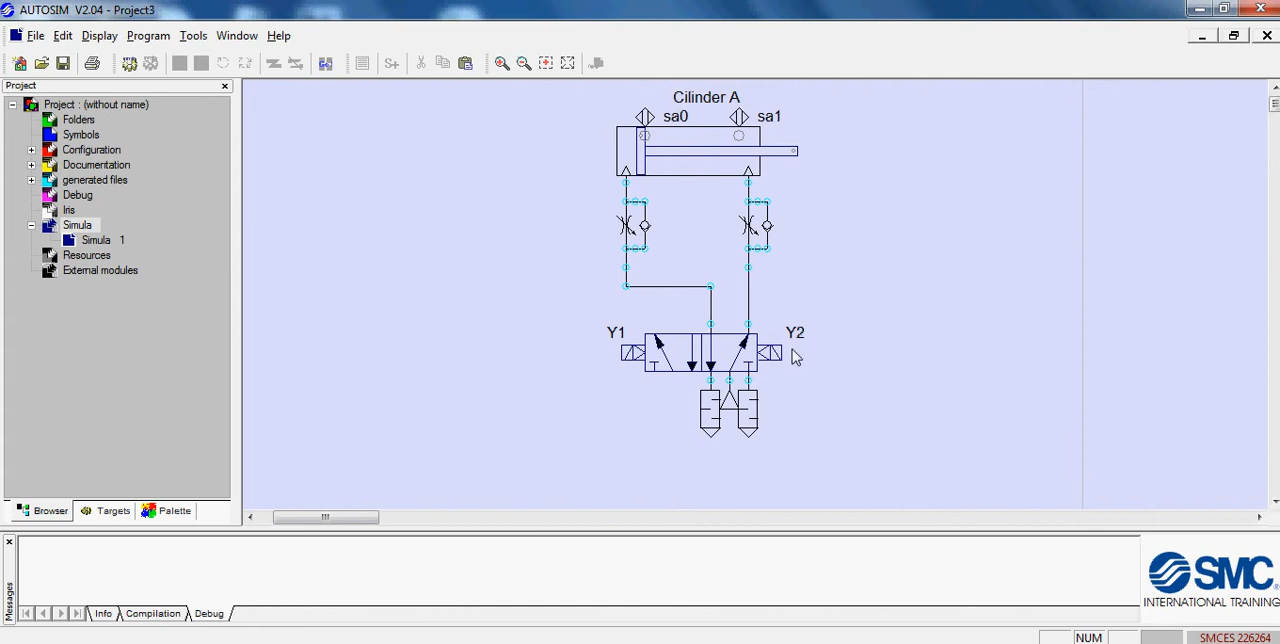 AUTOSIM V2.04 - Project3
File Edit Display Program Tools Window Help
S+
Project
Project : (without name)
Folders
Symbols
Configuration
Documentation
generated files
Debug
Iris
Simula
Simula 1
Resources
External modules
Browser Targets Palette
Cilinder A
sa0 sa1
Y1 Y2
Messages
Info Compilation Debug
SMC
INTERNATIONAL TRAINING
NUM SMCES 226264